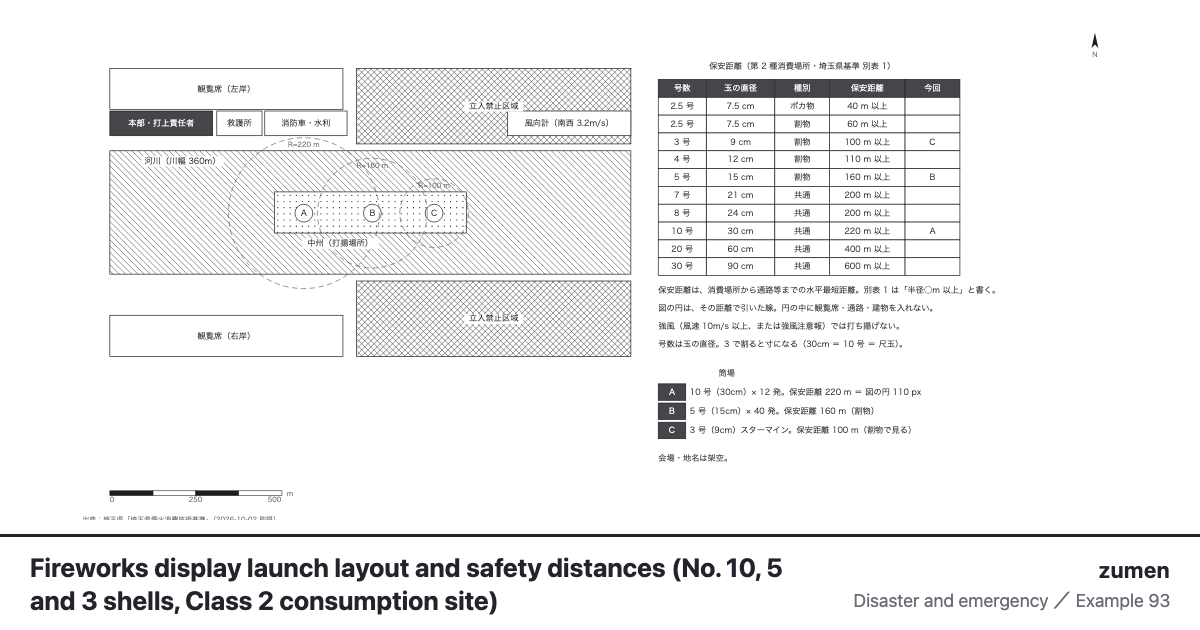 N
観覧席（左岸）
本部・打上責任者
救護所
消防車・水利
立入禁止区域
風向計（南西 3.2m/s）
R=220 m
河川（川幅 360m）
R=160 m
R=100 m
A
B
C
中州（打揚場所）
観覧席（右岸）
立入禁止区域
0 250 500 m
保安距離（第 2 種消費場所・埼玉県基準 別表 1）
号数 玉の直径 種別 保安距離 今回
2.5 号 7.5 cm ポカ物 40 m 以上
2.5 号 7.5 cm 割物 60 m 以上
3 号 9 cm 割物 100 m 以上 C
4 号 12 cm 割物 110 m 以上
5 号 15 cm 割物 160 m 以上 B
7 号 21 cm 共通 200 m 以上
8 号 24 cm 共通 200 m 以上
10 号 30 cm 共通 220 m 以上 A
20 号 60 cm 共通 400 m 以上
30 号 90 cm 共通 600 m 以上
保安距離は、消費場所から通路等までの水平最短距離。別表 1 は「半径○m 以上」と書く。
図の円は、その距離で引いた線。円の中に観覧席・通路・建物を入れない。
強風（風速 10m/s 以上、または強風注意報）では打ち揚げない。
号数は玉の直径。3 で割ると寸になる（30cm ＝ 10 号 ＝ 尺玉）。
筒場
A 10 号（30cm）× 12 発。保安距離 220 m ＝ 図の円 110 px
B 5 号（15cm）× 40 発。保安距離 160 m（割物）
C 3 号（9cm）スターマイン。保安距離 100 m（割物で見る）
会場・地名は架空。
Fireworks display launch layout and safety distances (No. 10, 5
and 3 shells, Class 2 consumption site)
zumen
Disaster and emergency ／ Example 93